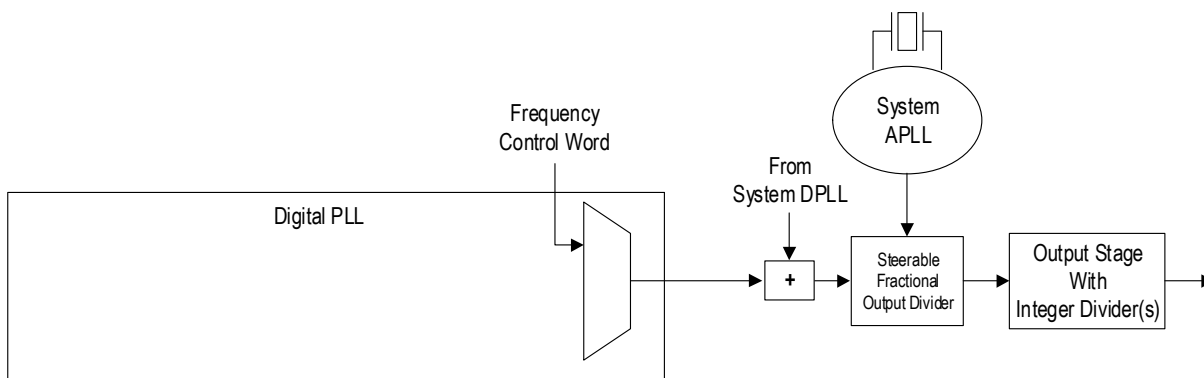 System
APLL
Frequency
Control Word
From
System DPLL
Digital PLL
+
Steerable
Fractional
Output Divider
Output Stage
With
Integer Divider(s)